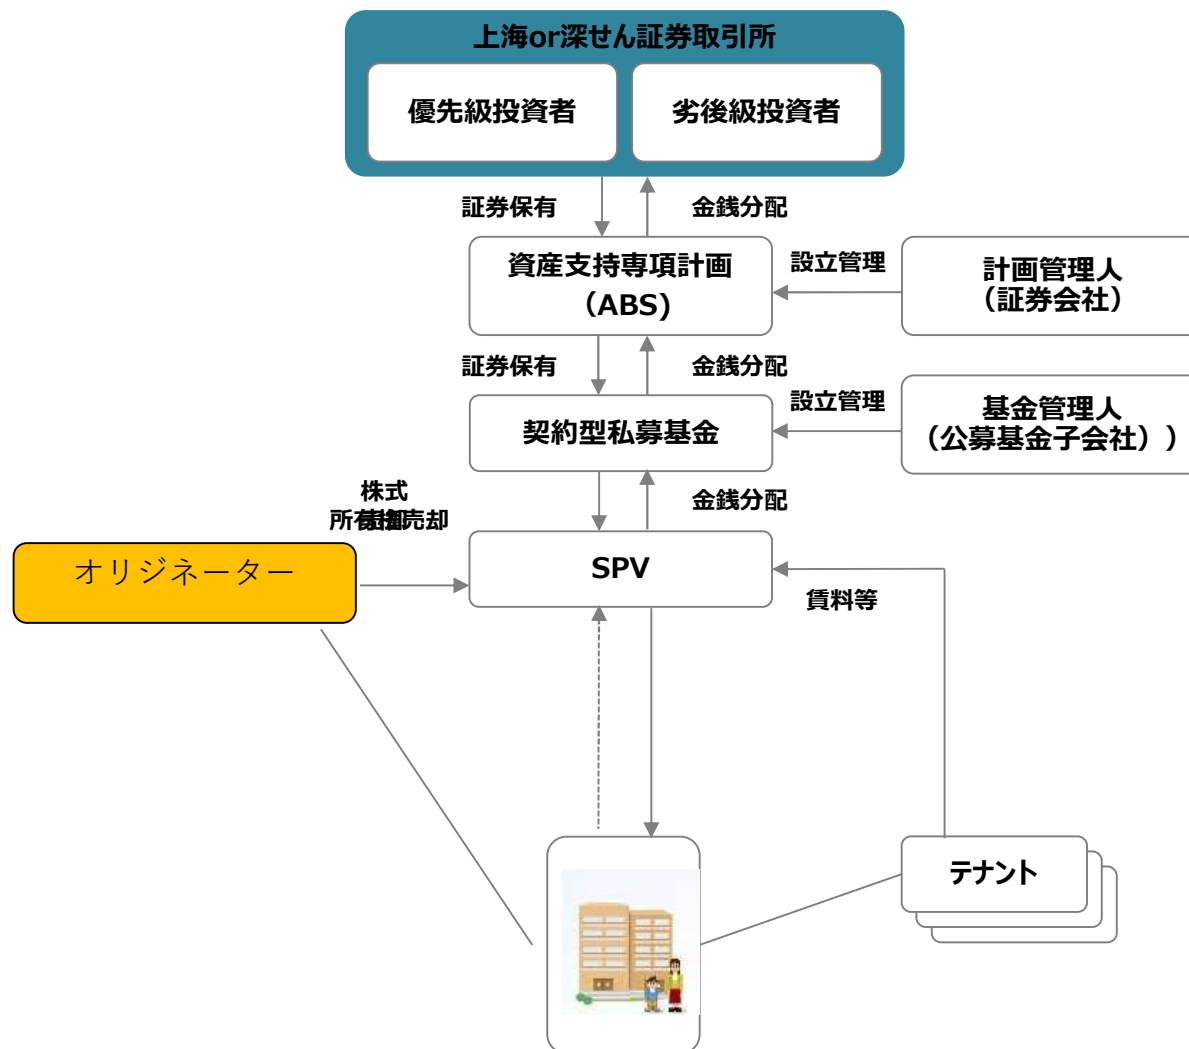 上海or深せん証券取引所
優先級投資者
劣後級投資者
証券保有
金銭分配
資産支持専項計画
（ABS)
設立管理
計画管理人
（証券会社）
証券保有
金銭分配
契約型私募基金
設立管理
基金管理人
（公募基金子会社））
株式
売却
金銭分配
オリジネーター
SPV
賃料等
テナント